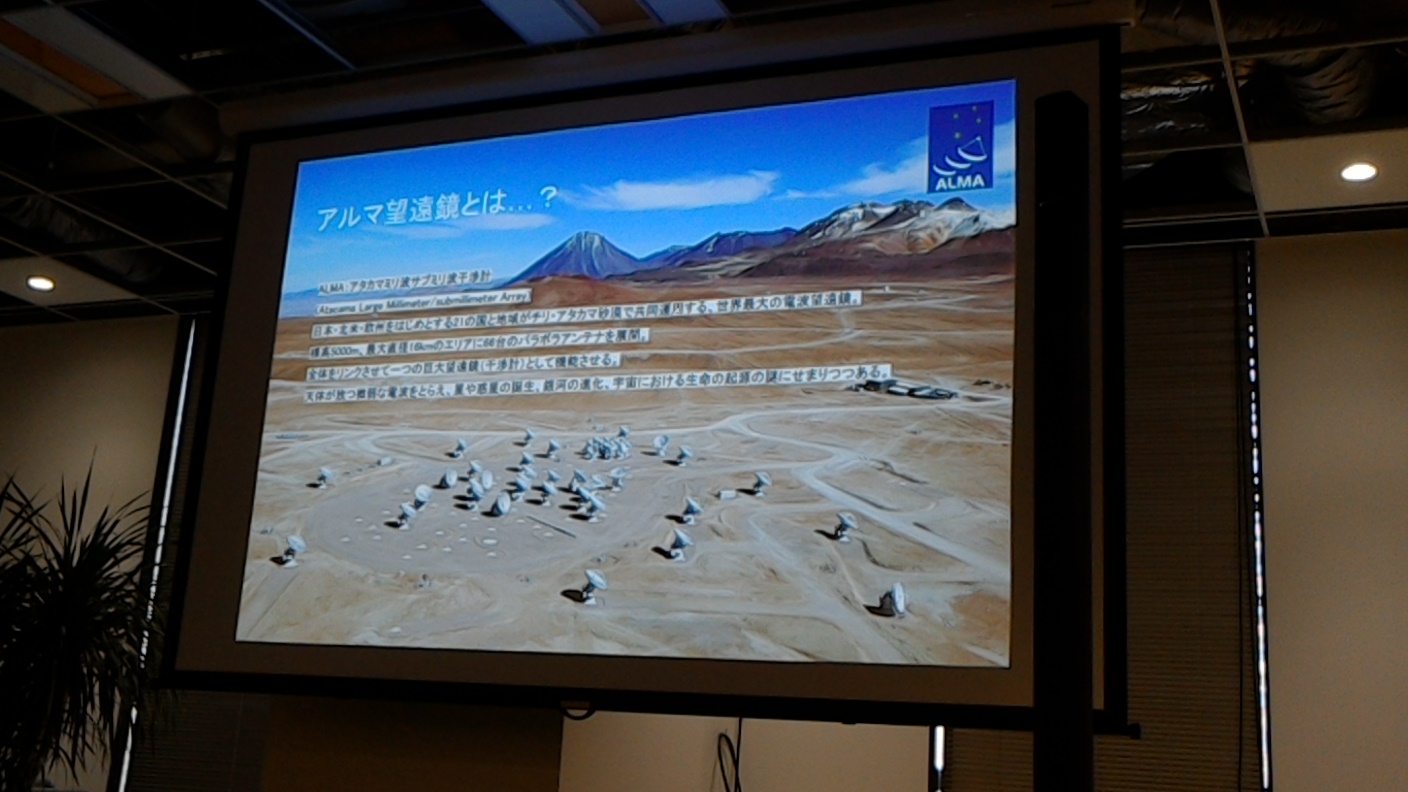 アルマ望遠鏡とは...？
ALMA
ALMA：アタカマミリ波サブミリ波干渉計
(Atacama Large Millimeter/submillimeter Array)
日本・北米・欧州をはじめとする21の国と地域がチリ・アタカマ砂漠で共同運用する、世界最大の電波望遠鏡。
標高5000m、最大直径16kmのエリアに66台のパラボラアンテナを展開。
全体をリンクさせて一つの巨大望遠鏡（干渉計）として機能させる。
天体が放つ微弱な電波をとらえ、星や惑星の誕生、銀河の進化、宇宙における生命の起源の謎にせまりつつある。